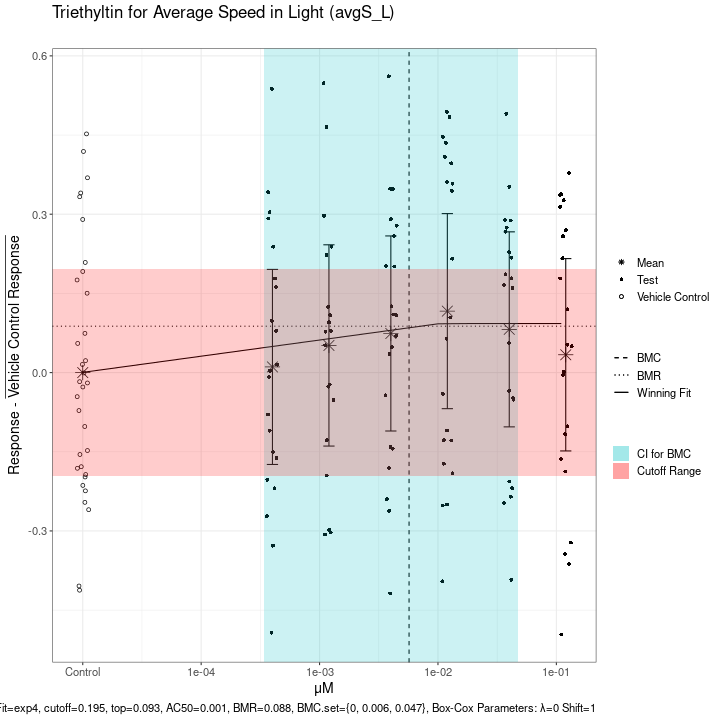 Triethyltin for Average Speed in Light (avgS_L)
Response - Vehicle Control Response
0.6
0.3
0.0
-0.3
Control
1e-04
1e-03
1e-02
1e-01
µM
Mean
Test
Vehicle Control
BMC
BMR
Winning Fit
CI for BMC
Cutoff Range
Fit=exp4, cutoff=0.195, top=0.093, AC50=0.001, BMR=0.088, BMC.set={0, 0.006, 0.047}, Box-Cox Parameters: λ=0 Shift=1